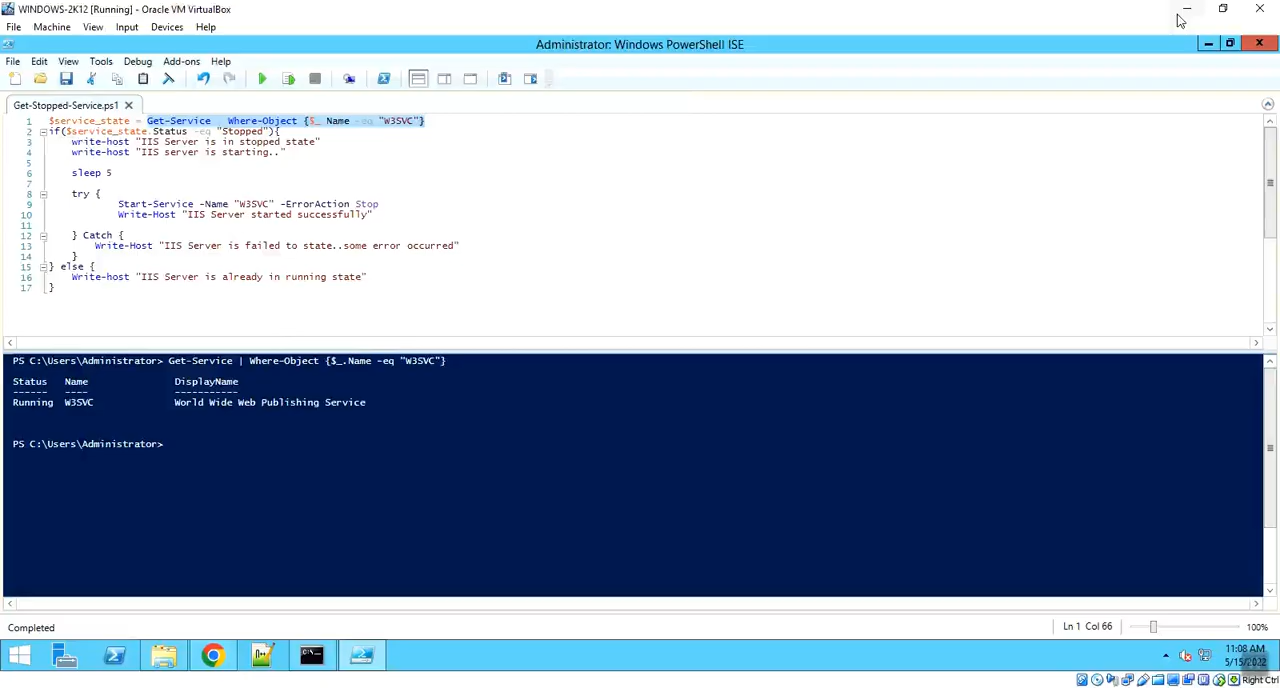 WINDOWS-2K12 [Running] - Oracle VM VirtualBox
File Machine View Input Devices Help
Administrator: Windows PowerShell ISE
File Edit View Tools Debug Add-ons Help
Get-Stopped-Service.ps1
1 $service_state = Get-Service Where-Object {$_ Name -eq "W3SVC"}
2 if($service_state.Status -eq "Stopped"){
3 write-host "IIS Server is in stopped state"
4 write-host "IIS server is starting.."
5
6 sleep 5
7
8 try {
9 Start-Service -Name "W3SVC" -ErrorAction Stop
10 Write-Host "IIS Server started successfully"
11
12 } Catch {
13 Write-Host "IIS Server is failed to state..some error occurred"
14 }
15 } else {
16 Write-host "IIS Server is already in running state"
17 }
PS C:\Users\Administrator> Get-Service | Where-Object {$_.Name -eq "W3SVC"}
Status Name DisplayName
------ ---- -----------
Running W3SVC World Wide Web Publishing Service
PS C:\Users\Administrator>
Completed
Ln 1 Col 66
100%
11:08 AM
5/15/2022
Right Ctrl